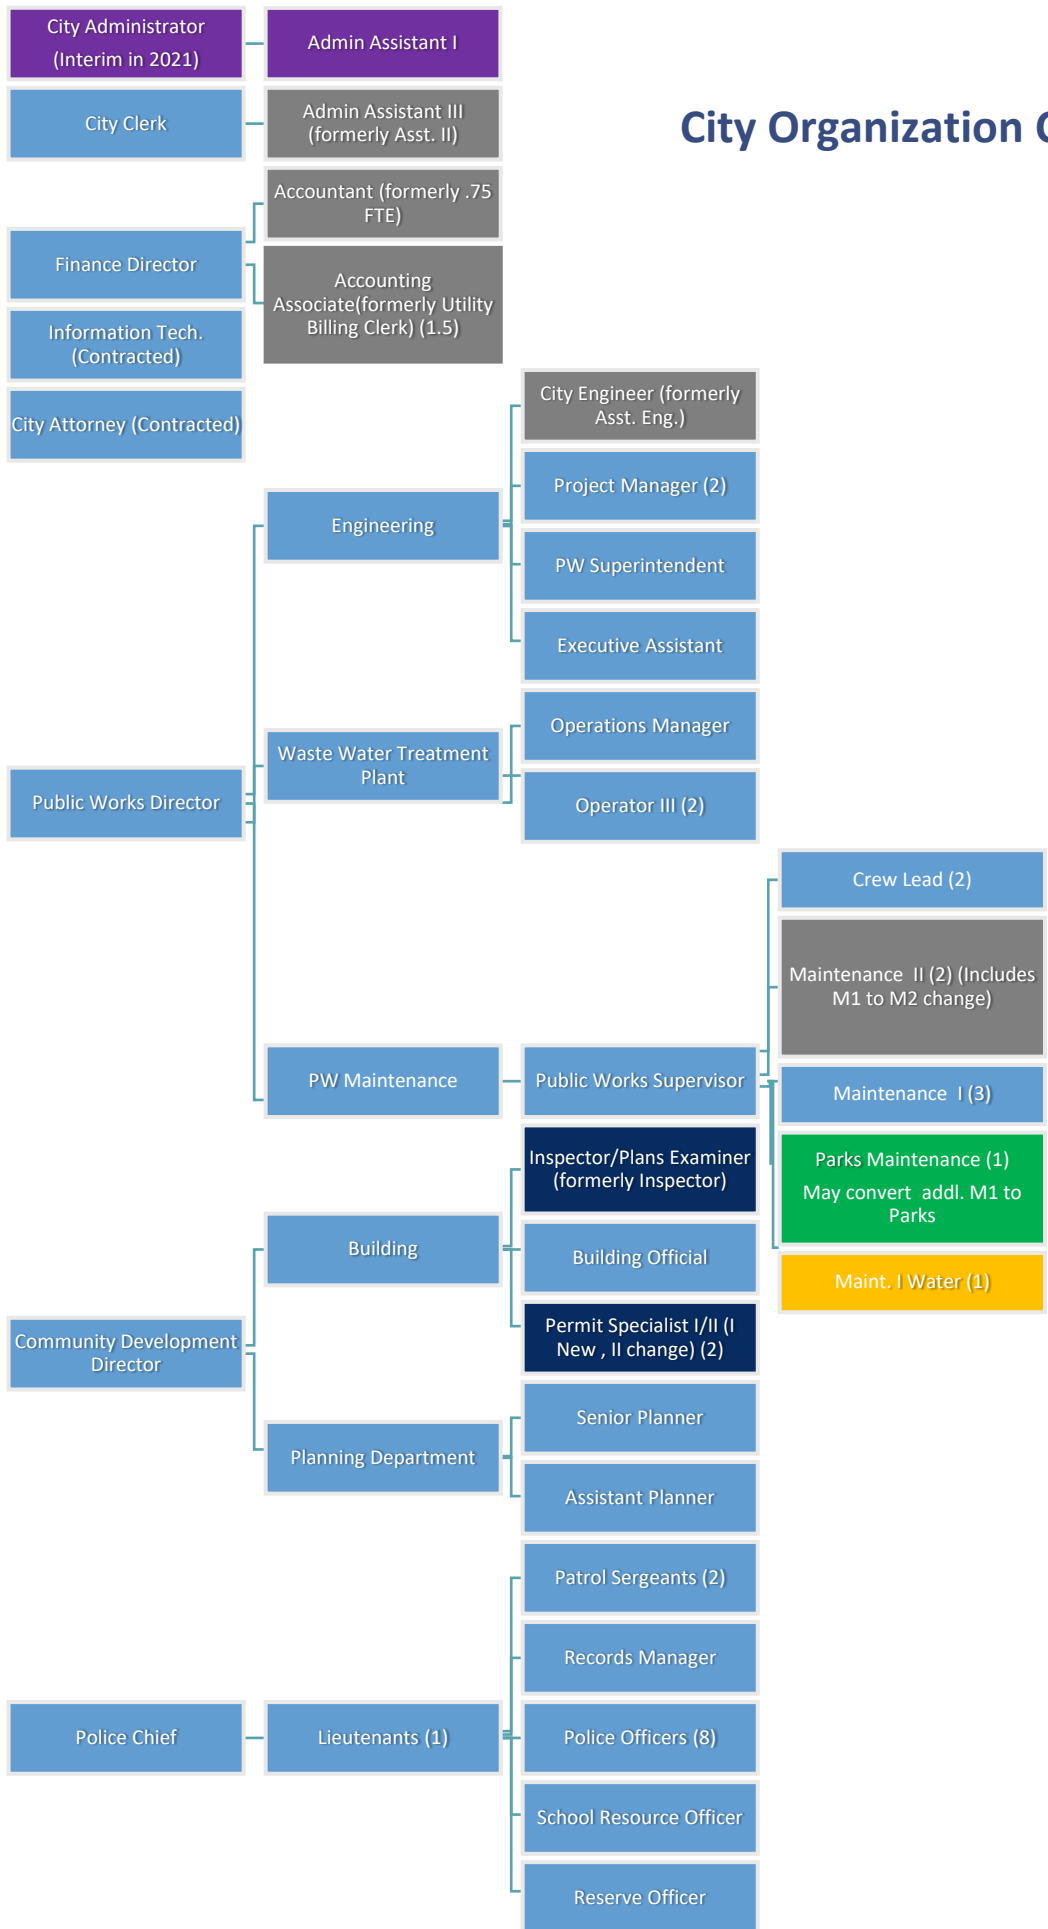 City Administrator
(Interim in 2021)
Admin Assistant I
City Clerk
Admin Assistant III
(formerly Asst. II)
City Organization
Accountant (formerly .75
FTE)
Finance Director
Accounting
Associate(formerly Utility
Billing Clerk) (1.5)
Information Tech.
(Contracted)
City Attorney (Contracted)
City Engineer (formerly
Asst. Eng.)
Project Manager (2)
Engineering
PW Superintendent
Executive Assistant
Operations Manager
Waste Water Treatment
Plant
Public Works Director
Operator III (2)
Crew Lead (2)
Maintenance  II (2) (Includes
M1 to M2 change)
PW Maintenance
Public Works Supervisor
Maintenance  I (3)
Parks Maintenance (1)
May convert  addl. M1 to
Parks
Maint. I Water (1)
Inspector/Plans Examiner
(formerly Inspector)
Building
Building Official
Permit Specialist I/II (I
New , II change) (2)
Community Development
Director
Senior Planner
Planning Department
Assistant Planner
Patrol Sergeants (2)
Records Manager
Police Chief
Lieutenants (1)
Police Officers (8)
School Resource Officer
Reserve Officer